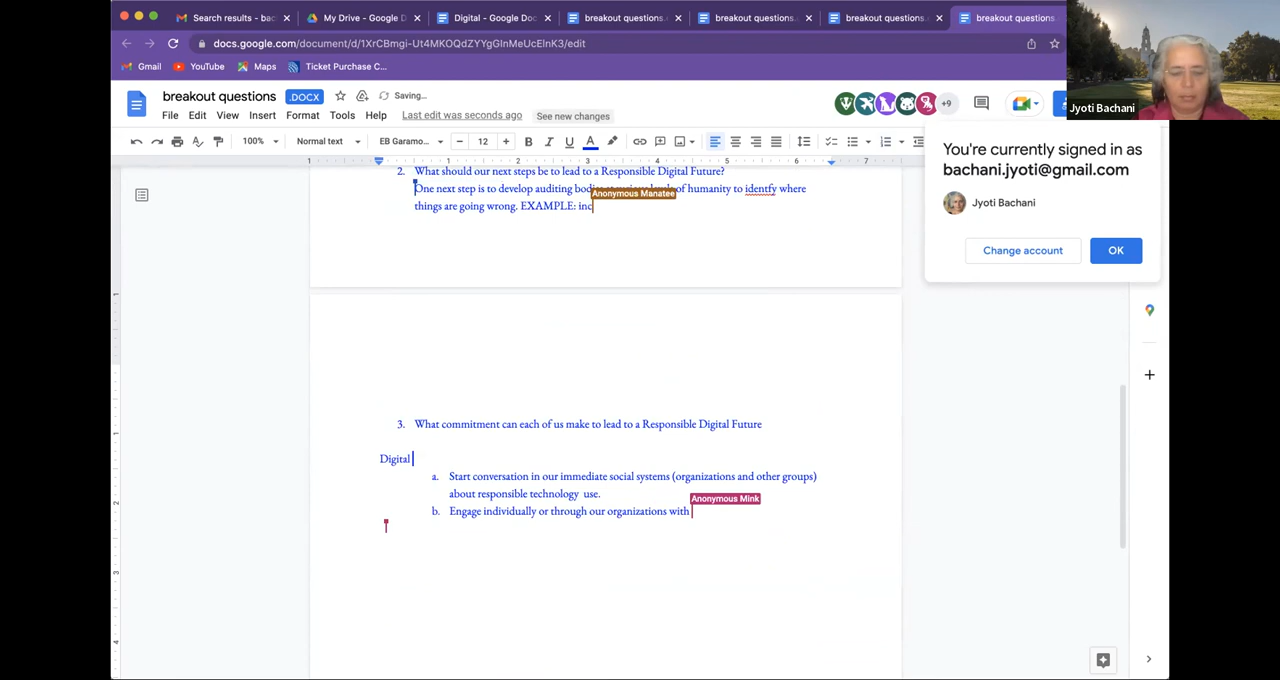 Search results - bac
My Drive - Google D
Digital - Google Doc
breakout questions.
breakout questions.
breakout questions.
breakout questions.
docs.google.com/document/d/1XrCBmgi-Ut4MKOQdZYYgGInMeUcEInK3/edit
Gmail
YouTube
Maps
Ticket Purchase C...
Jyoti Bachani
breakout questions
.DOCX
Saving...
+9
File Edit View Insert Format Tools Help
Last edit was seconds ago
See new changes
100%
Normal text
EB Garamo...
12
You're currently signed in as
bachani.jyoti@gmail.com
Jyoti Bachani
Change account
OK
2. What should our next steps be to lead to a Responsible Digital Future?
One next step is to develop auditing of humanity to identfy where
Anonymous Manatee
things are going wrong. EXAMPLE: inc
3. What commitment can each of us make to lead to a Responsible Digital Future
Digital
a. Start conversation in our immediate social systems (organizations and other groups)
about responsible technology use.
Anonymous Mink
b. Engage individually or through our organizations with